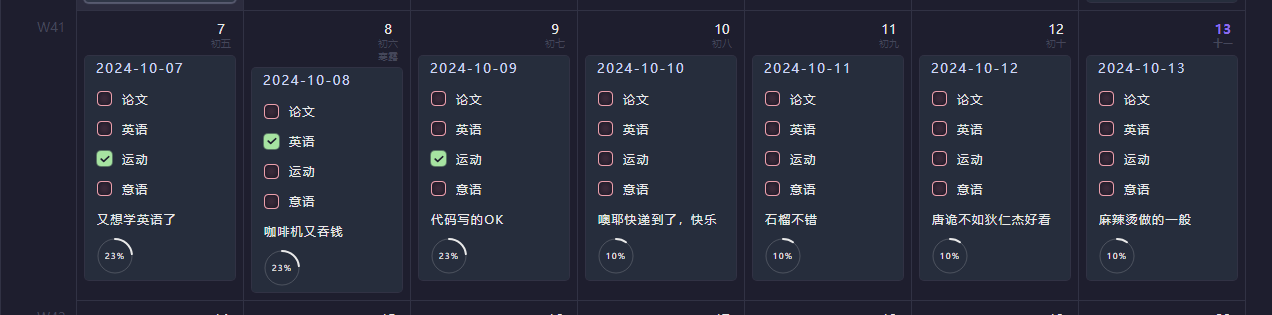 W41
7
初五
2024-10-07
论文
英语
运动
意语
又想学英语了
23%
8
初六
寒露
2024-10-08
论文
英语
运动
意语
咖啡机又吞钱
23%
9
初七
2024-10-09
论文
英语
运动
意语
代码写的OK
23%
10
初八
2024-10-10
论文
英语
运动
意语
噢耶快递到了，快乐
10%
11
初九
2024-10-11
论文
英语
运动
意语
石榴不错
10%
12
初十
2024-10-12
论文
英语
运动
意语
唐诡不如狄仁杰好看
10%
13
十一
2024-10-13
论文
英语
运动
意语
麻辣烫做的一般
10%